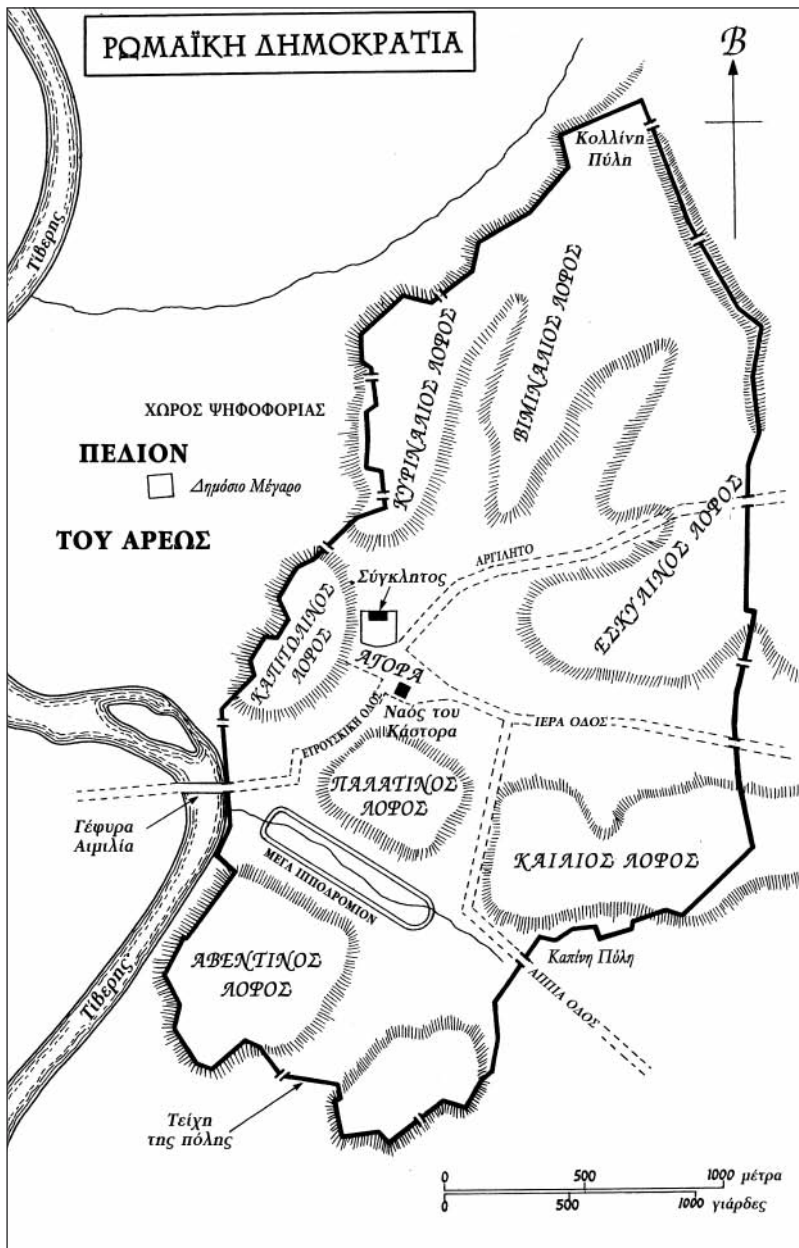 ΡΩΜΑΪΚΗ ΔΗΜΟΚΡΑΤΙΑ
Β
Κολλίνη
Πύλη
Τίβερης
ΚΥΡΙΝΑΛΙΟΣ ΛΟΦΟΣ
ΒΙΜΙΝΑΛΙΟΣ ΛΟΦΟΣ
ΧΩΡΟΣ ΨΗΦΟΦΟΡΙΑΣ
ΠΕΔΙΟΝ
Δημόσιο Μέγαρο
ΤΟΥ ΑΡΕΩΣ
ΕΣΚΥΛΙΝΟΣ ΛΟΦΟΣ
ΑΡΓΙΛΗΤΟ
Σύγκλητος
ΚΑΠΙΤΩΛΙΝΟΣ
ΛΟΦΟΣ
ΑΓΟΡΑ
Ναός του
Κάστορα
ΕΤΡΟΥΣΚΙΚΗ ΟΔΟΣ
ΙΕΡΑ ΟΔΟΣ
ΠΑΛΑΤΙΝΟΣ
ΛΟΦΟΣ
Γέφυρα
Αιμιλία
ΜΕΓΑ ΙΠΠΟΔΡΟΜΙΟΝ
ΚΑΙΛΙΟΣ ΛΟΦΟΣ
ΑΒΕΝΤΙΝΟΣ
ΛΟΦΟΣ
Καπίνη Πύλη
ΑΠΠΙΑ ΟΔΟΣ
Τίβερης
Τείχη
της πόλης
0 500 1000 μέτρα
0 500 1000 γιάρδες